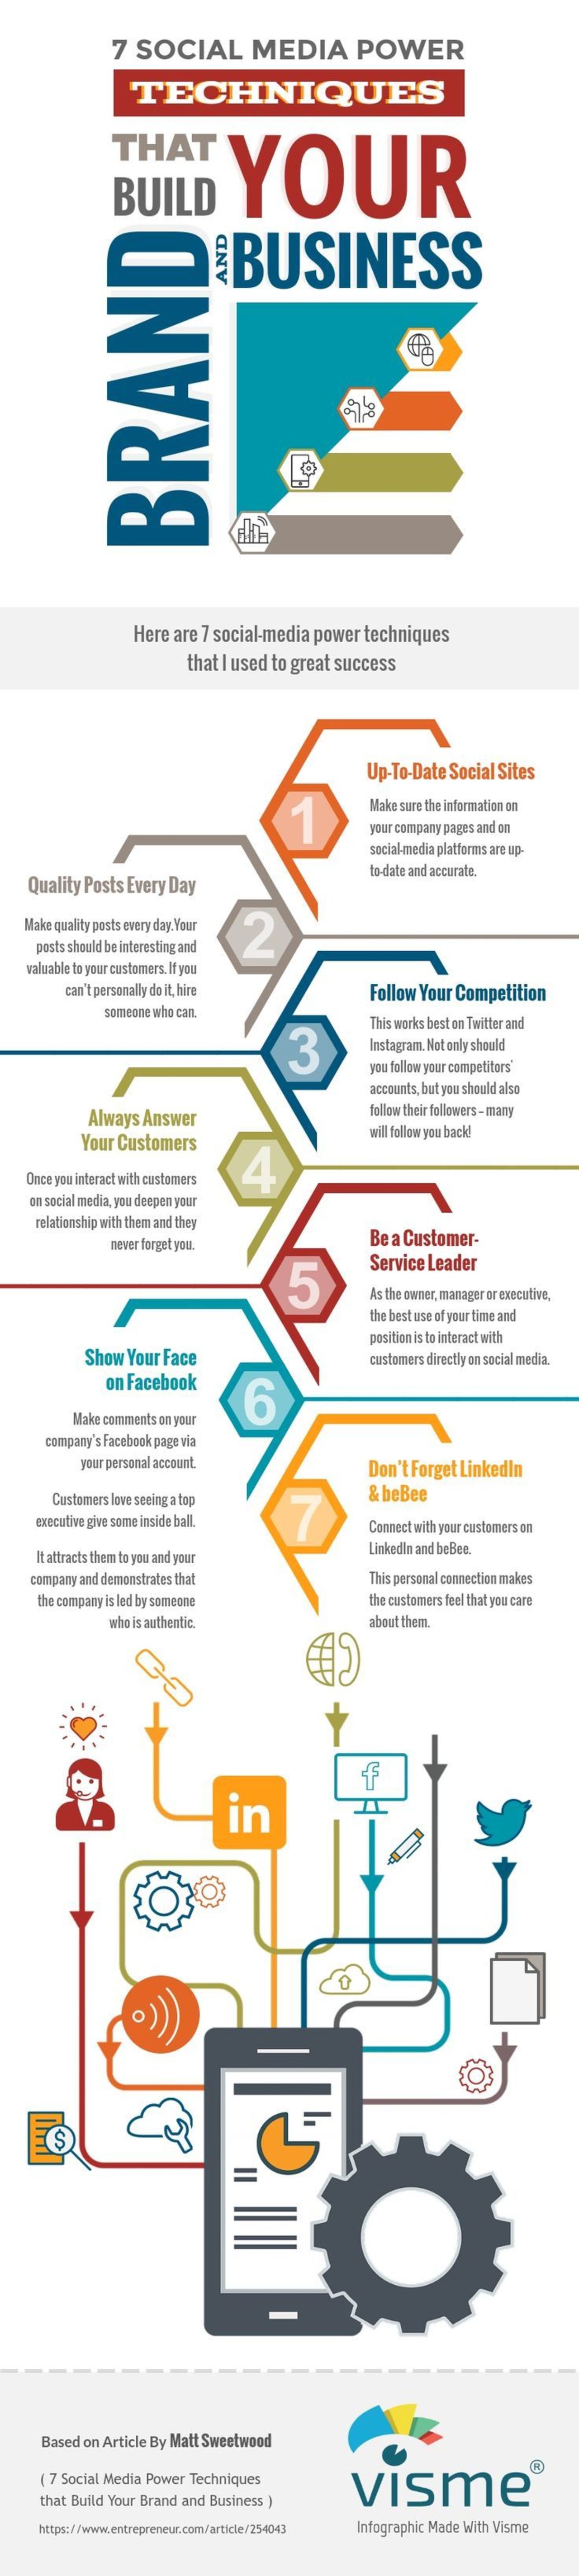 7 SOCIAL MEDIA POWER
TECHNIQUES
THAT
BUILD
YOUR
BRAND
AND
BUSINESS
Here are 7 social-media power techniques
that I used to great success
1
Up-To-Date Social Sites
Make sure the information on
your company pages and on
social-media platforms are up-
to-date and accurate.
2
Quality Posts Every Day
Make quality posts every day.Your
posts should be interesting and
valuable to your customers. If you
can't personally do it, hire
someone who can.
3
Follow Your Competition
This works best on Twitter and
Instagram. Not only should
you follow your competitors'
accounts, but you should also
follow their followers - many
will follow you back!
4
Always Answer
Your Customers
Once you interact with customers
on social media, you deepen your
relationship with them and they
never forget you.
5
Be a Customer-
Service Leader
As the owner, manager or executive,
the best use of your time and
position is to interact with
customers directly on social media.
6
Show Your Face
on Facebook
Make comments on your
company's Facebook page via
your personal account.
Customers love seeing a top
executive give some inside ball.
It attracts them to you and your
company and demonstrates that
the company is led by someone
who is authentic.
7
Don't Forget LinkedIn
& beBee
Connect with your customers on
LinkedIn and beBee.
This personal connection makes
the customers feel that you care
about them.
f
in
$
Based on Article By Matt Sweetwood
( 7 Social Media Power Techniques
that Build Your Brand and Business )
https://www.entrepreneur.com/article/254043
visme®
Infographic Made With Visme